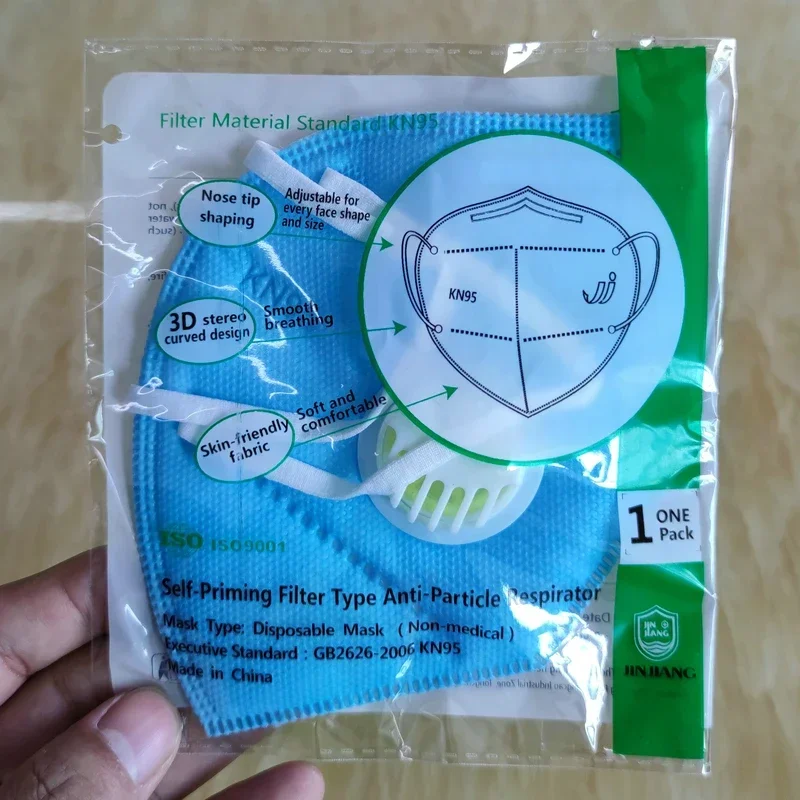 Filter Material Standard KN95
Nose tip
shaping
Adjustable for
every face shape
and size
3D stereo
curved design
Smooth
breathing
Skin-friendly
fabric
Soft and
comfortable
KN95
1 ONE
Pack
ISO ISO9001
Self-Priming Filter Type Anti-Particle Respirator
Mask Type: Disposable Mask （Non-medical）
Executive Standard : GB2626-2006 KN95
Made in China
JIN
JIANG
JINJIANG